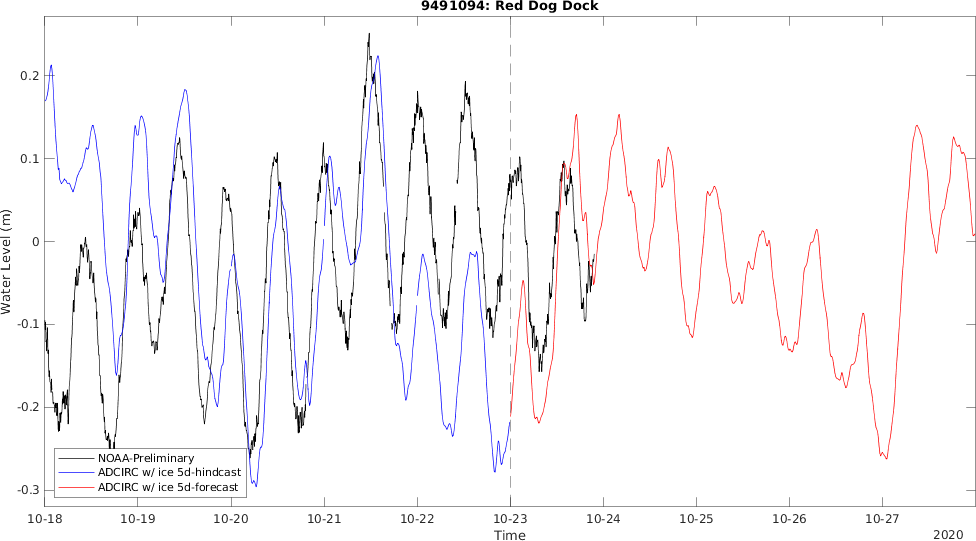 9491094: Red Dog Dock
Water Level (m)
0.2
0.1
0
-0.1
-0.2
-0.3
NOAA-Preliminary
ADCIRC w/ ice 5d-hindcast
ADCIRC w/ ice 5d-forecast
10-18 10-19 10-20 10-21 10-22 10-23 10-24 10-25 10-26 10-27
Time
2020